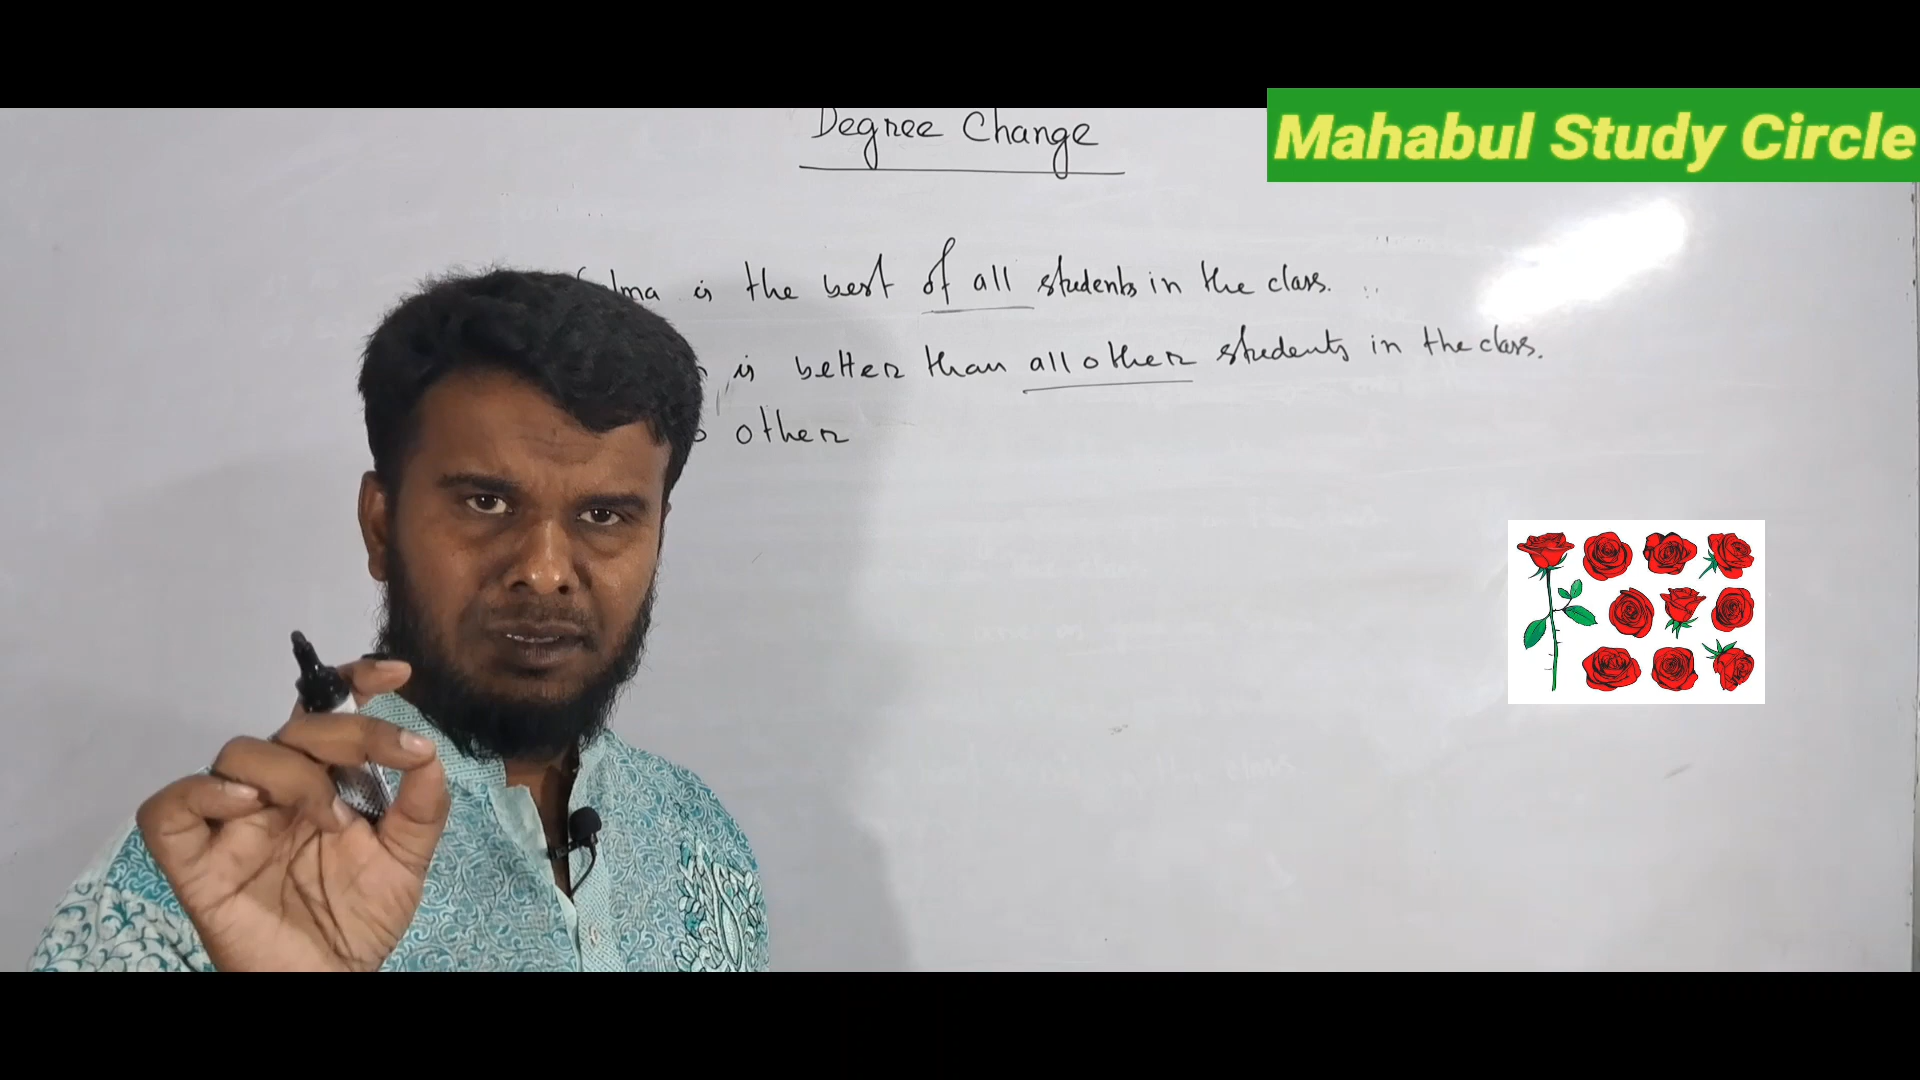 Degree Change
Mahabul Study Circle
is the best of all students in the class.
is better than all other students in the class.
other